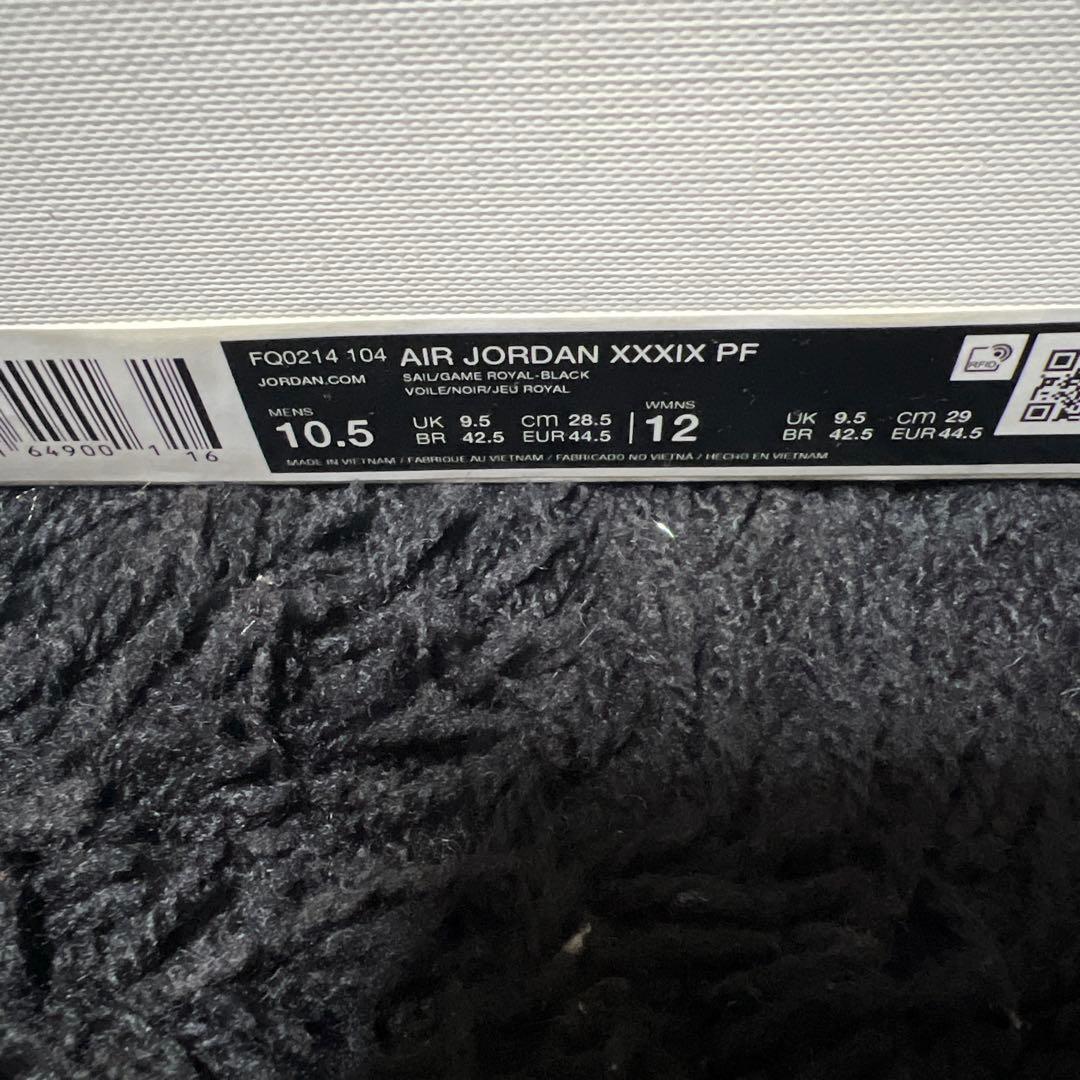 FQ0214 104 AIR JORDAN XXXIX PF
JORDAN.COM
SAIL/GAME ROYAL-BLACK
VOILE/NOIR/JEU ROYAL
MENS
10.5
UK 9.5 cm 28.5
BR 42.5 EUR 44.5
WMNS
12
UK 9.5 cm 29
BR 42.5 EUR 44.5
MADE IN VIETNAM / FABRIQUE AU VIETNAM / FABRICADO NO VIETNA / HECHO EN VIETNAM
RFID
64900 1 16